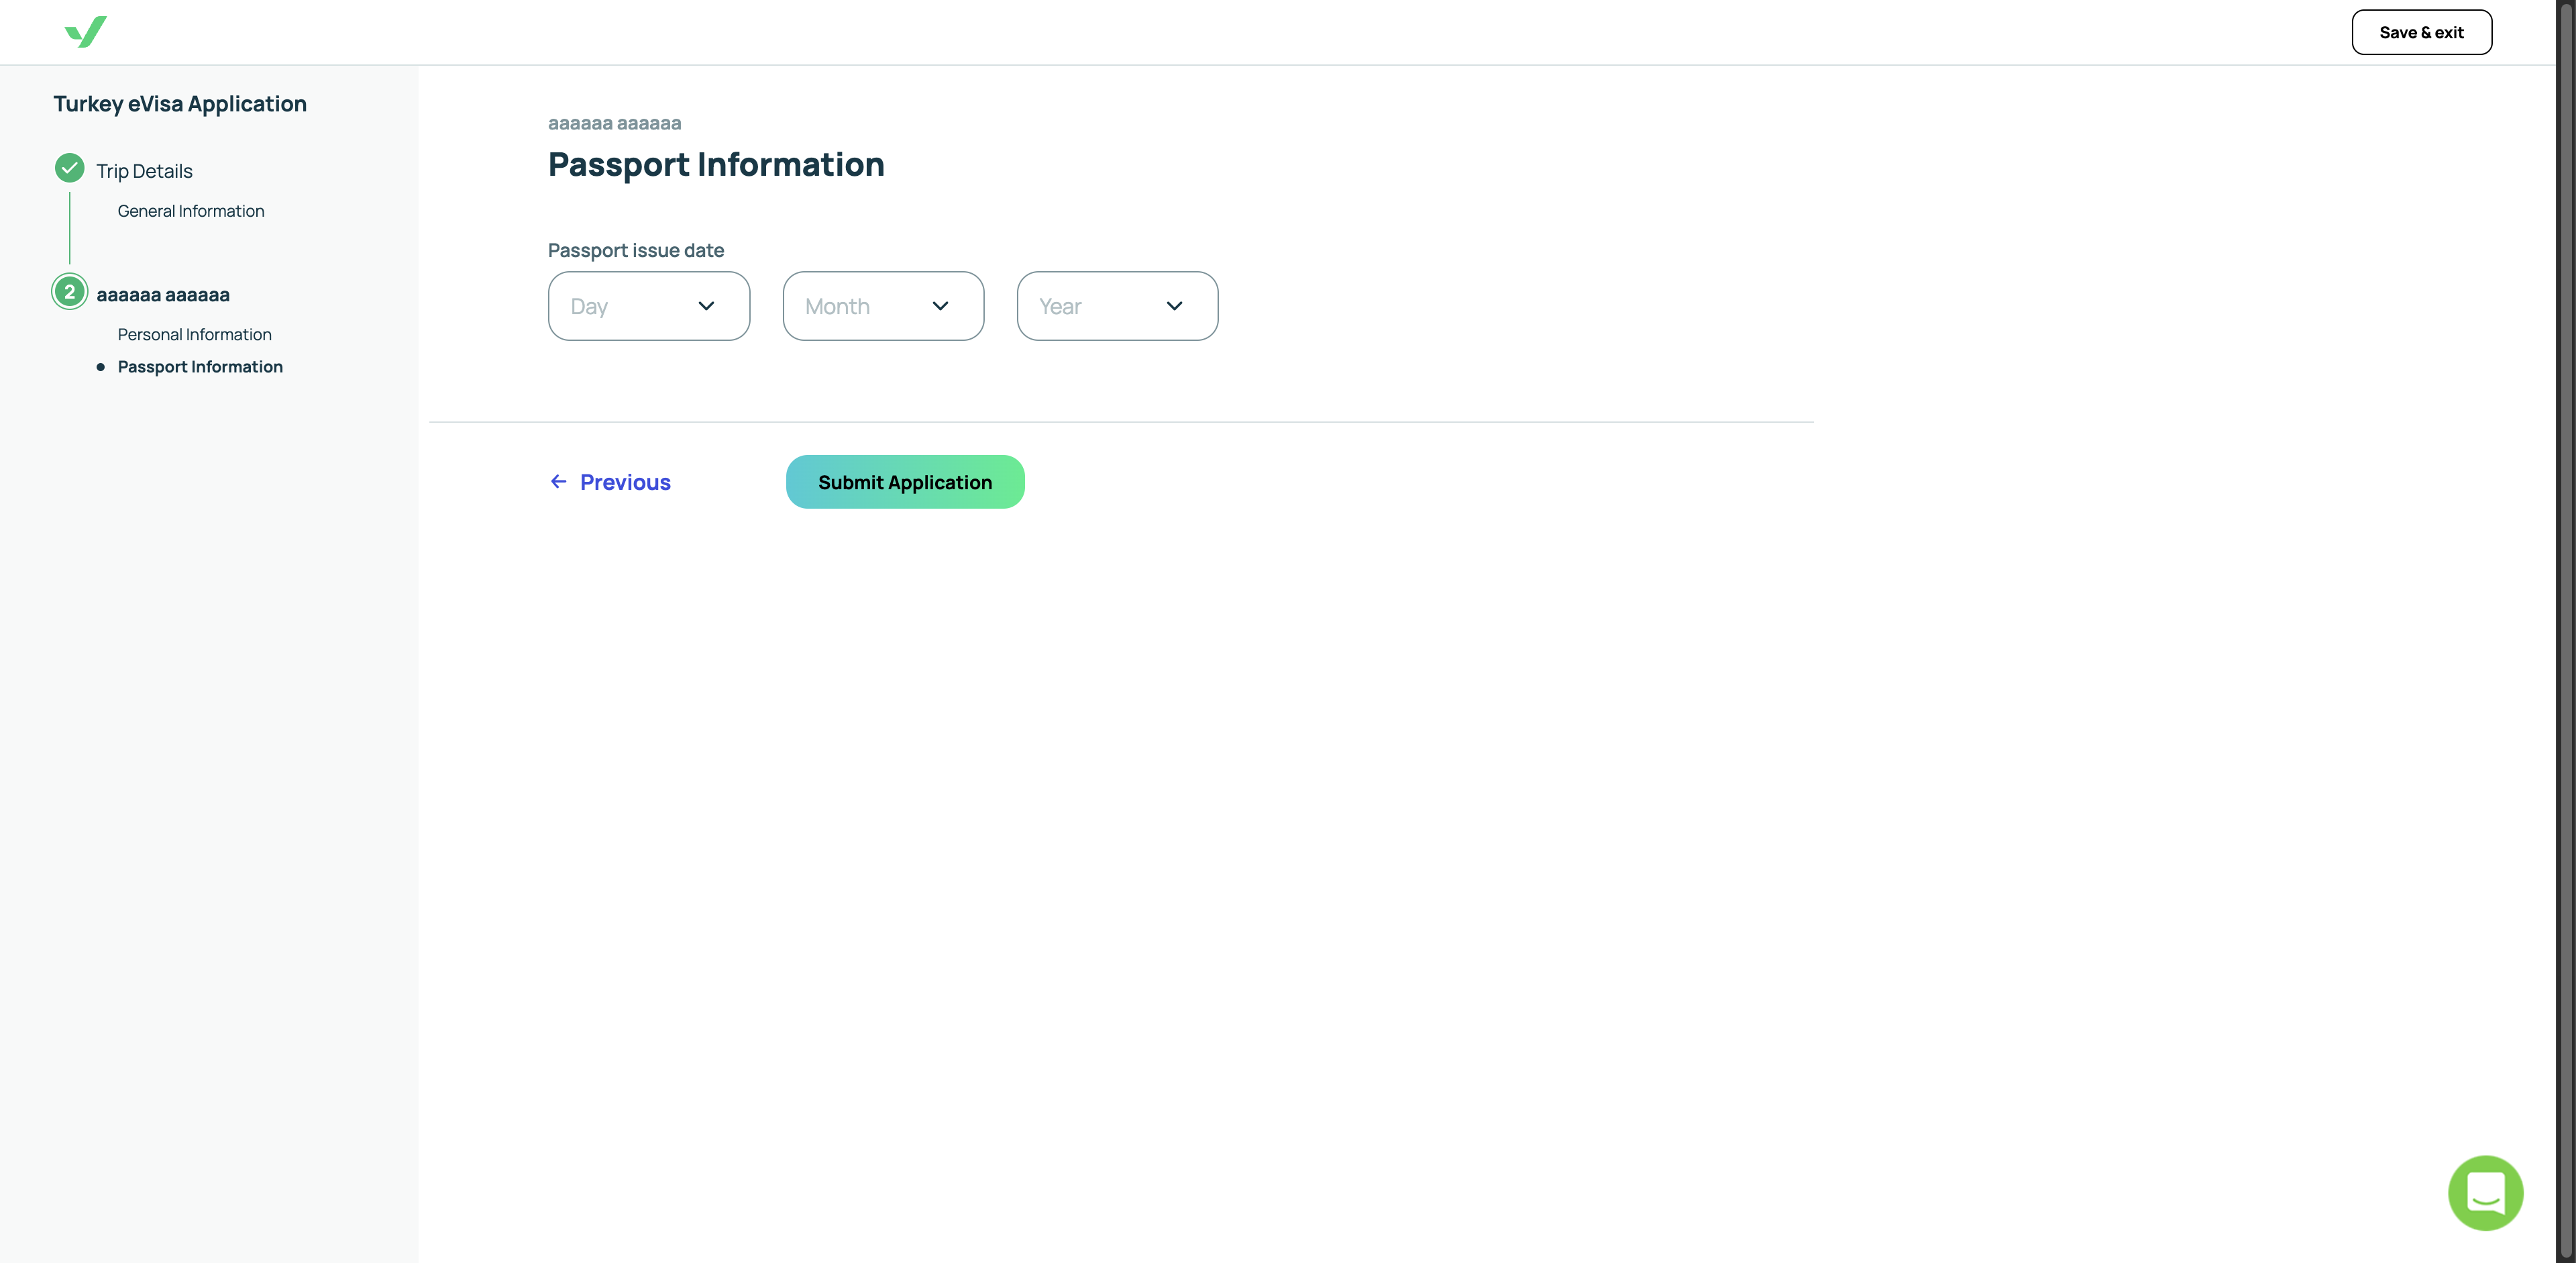 Save & exit
Turkey eVisa Application
Trip Details
General Information
2 aaaaaa aaaaaa
Personal Information
Passport Information
aaaaaa aaaaaa
Passport Information
Passport issue date
Day Month Year
Previous Submit Application